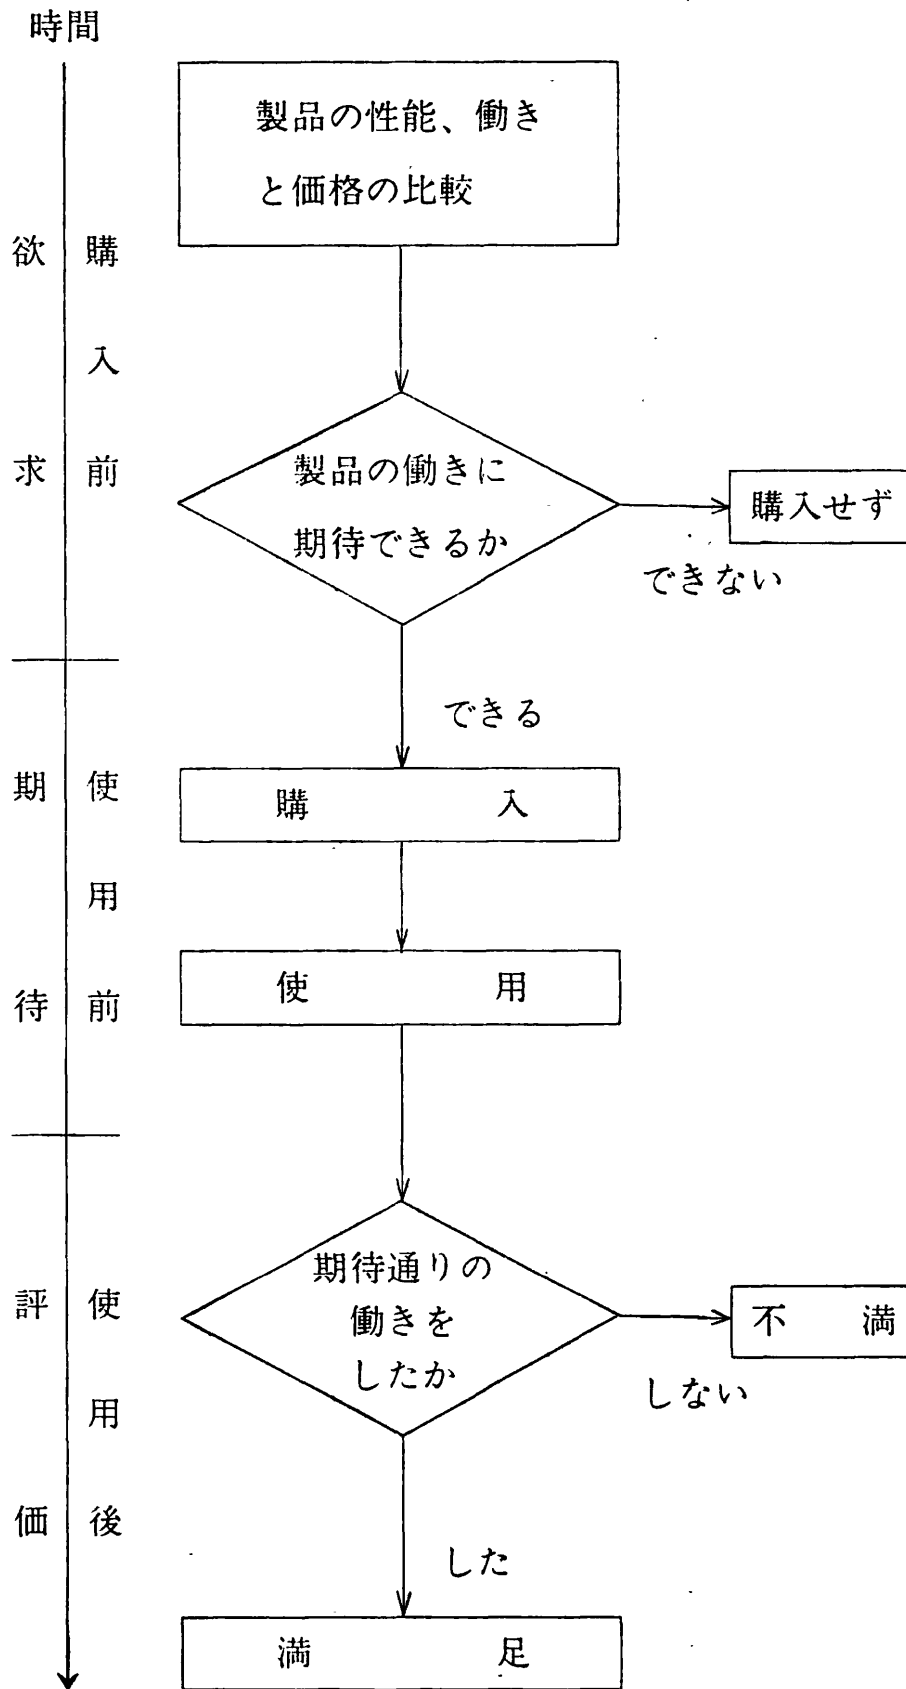 時間
欲求
購入前
製品の性能、働き
と価格の比較
製品の働きに
期待できるか
購入せず
できない
できる
期待
使用前
購入
使用
評価
使用後
期待通りの
働きを
したか
不満
しない
した
満足